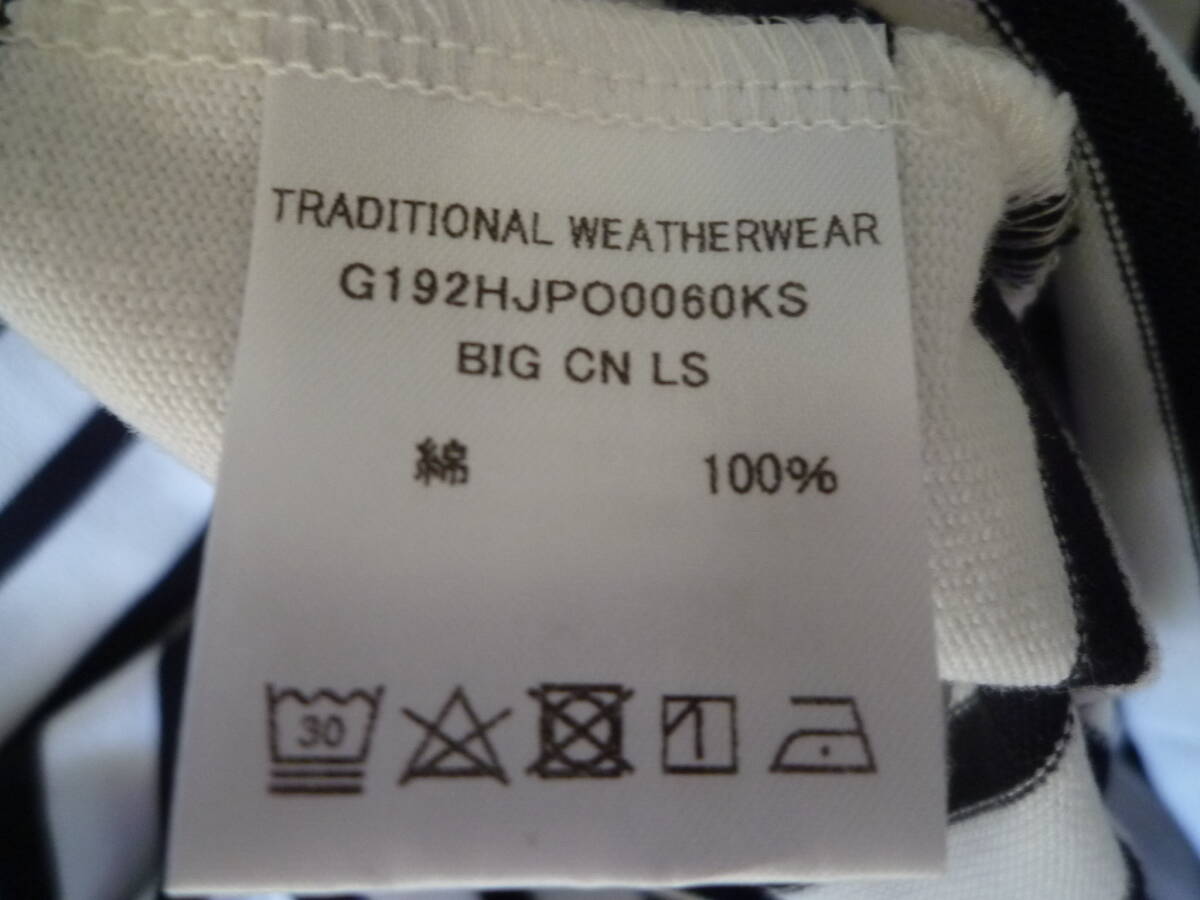 TRADITIONAL WEATHERWEAR
G192HJPO0060KS
BIG CN LS
綿 100%
30